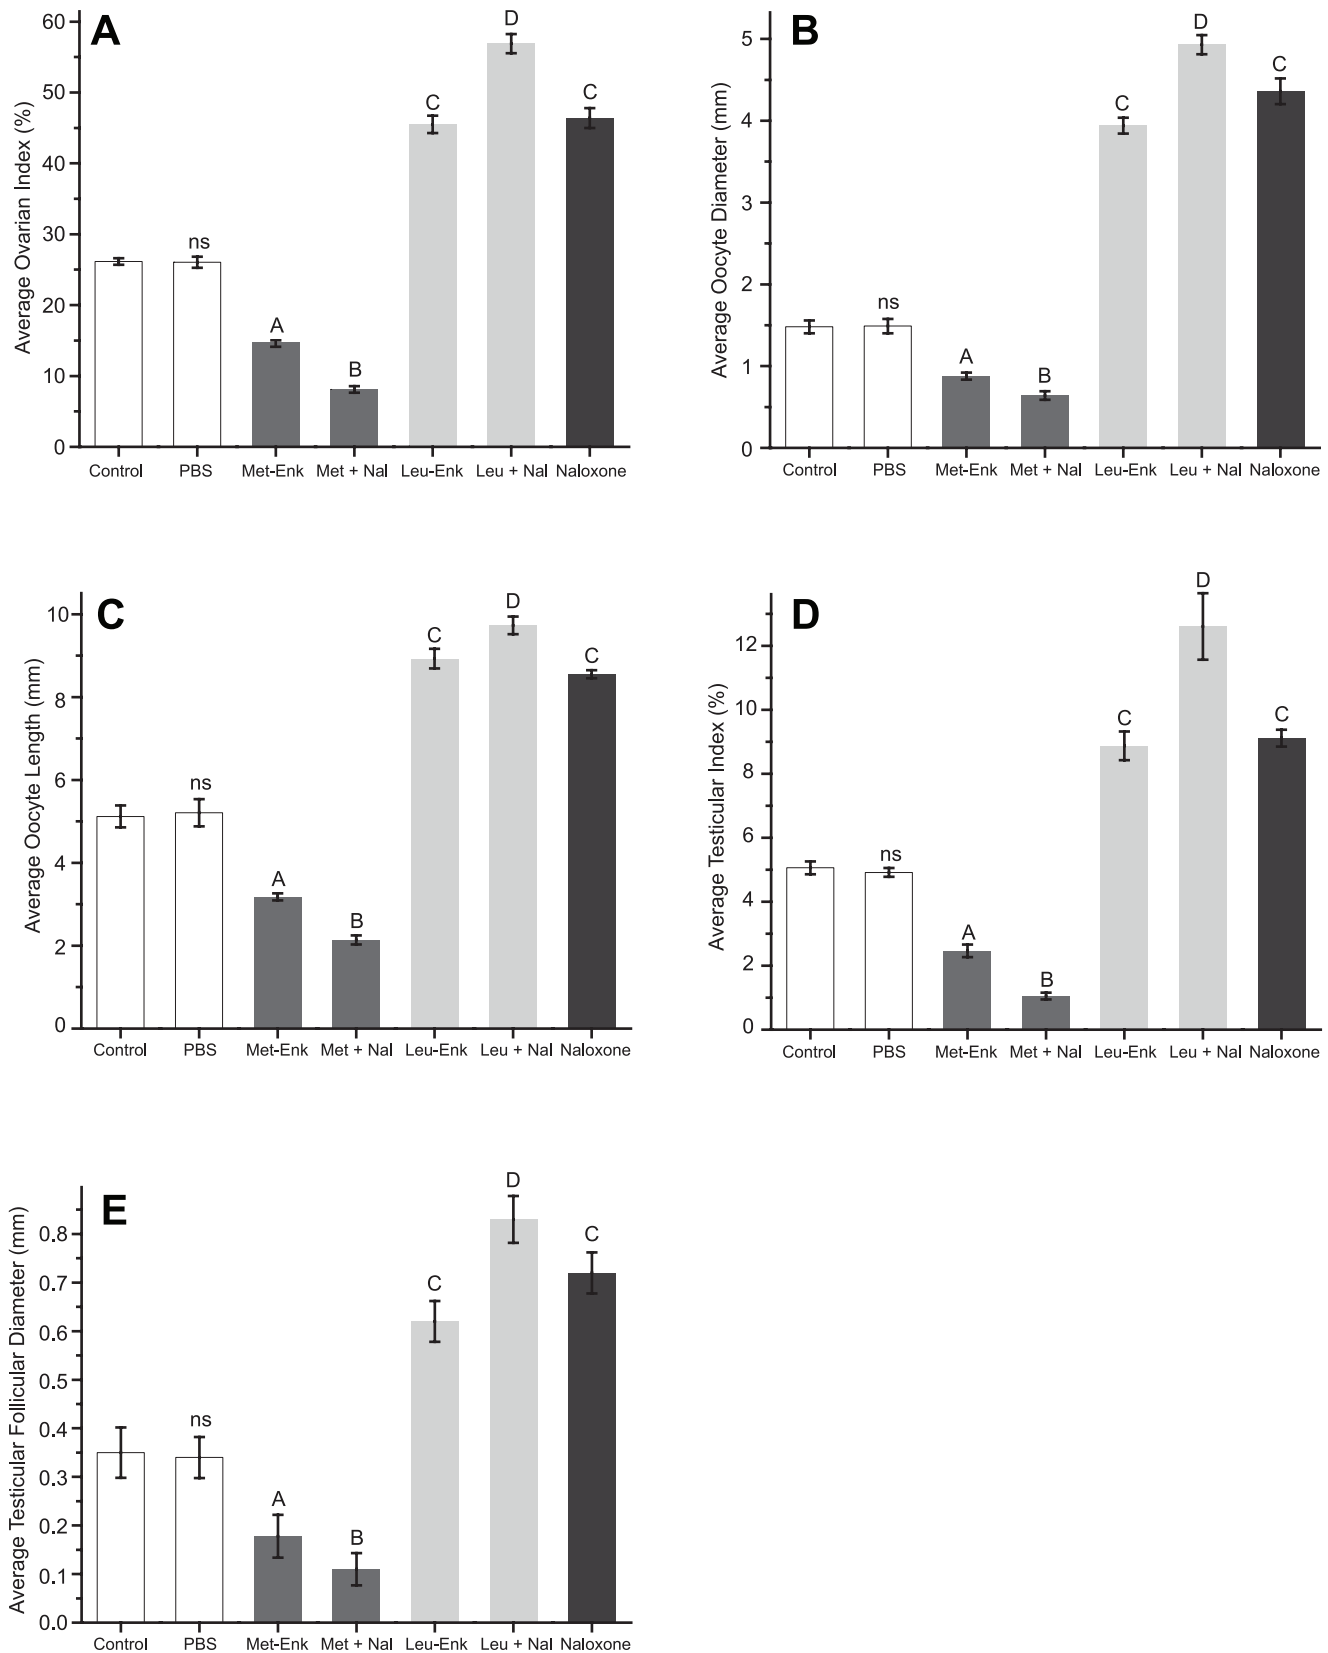 A
Average Ovarian Index (%)
60
50
40
30
20
10
0
ns
A
B
C
D
C
Control PBS Met-Enk Met + Nal Leu-Enk Leu + Nal Naloxone
B
Average Oocyte Diameter (mm)
5
4
3
2
1
0
ns
A
B
C
D
C
Control PBS Met-Enk Met + Nal Leu-Enk Leu + Nal Naloxone
C
Average Oocyte Length (mm)
10
8
6
4
2
0
ns
A
B
C
D
C
Control PBS Met-Enk Met + Nal Leu-Enk Leu + Nal Naloxone
D
Average Testicular Index (%)
12
10
8
6
4
2
0
ns
A
B
C
D
C
Control PBS Met-Enk Met + Nal Leu-Enk Leu + Nal Naloxone
E
Average Testicular Follicular Diameter (mm)
0.8
0.7
0.6
0.5
0.4
0.3
0.2
0.1
0.0
ns
A
B
C
D
C
Control PBS Met-Enk Met + Nal Leu-Enk Leu + Nal Naloxone